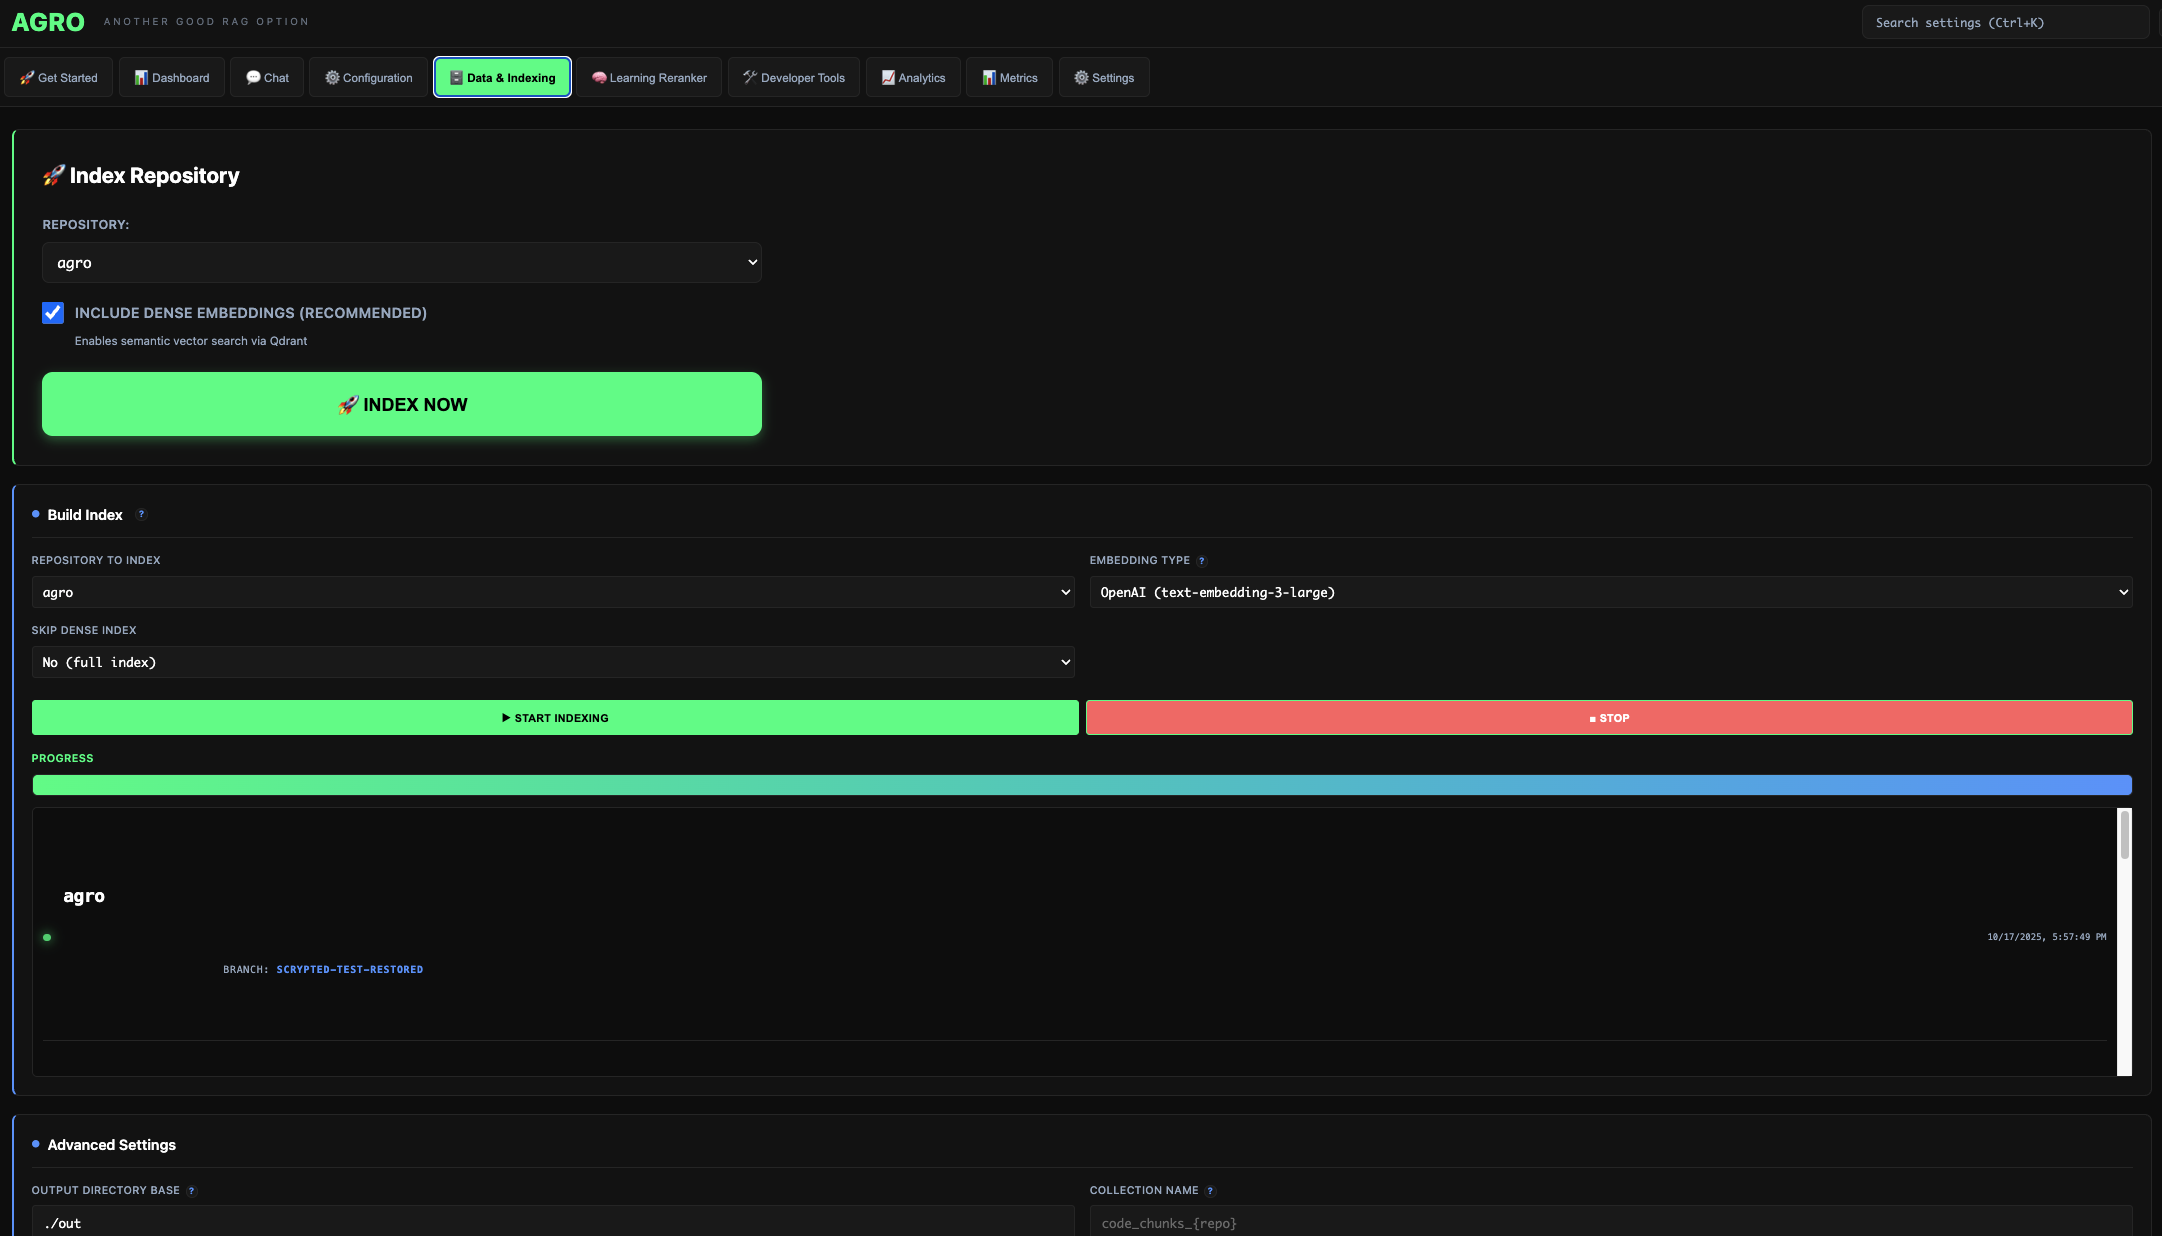 AGRO ANOTHER GOOD RAG OPTION
Search settings (Ctrl+K)
Get Started Dashboard Chat Configuration Data & Indexing Learning Reranker Developer Tools Analytics Metrics Settings
Index Repository
REPOSITORY:
agro
INCLUDE DENSE EMBEDDINGS (RECOMMENDED)
Enables semantic vector search via Qdrant
INDEX NOW
Build Index ?
REPOSITORY TO INDEX
agro
EMBEDDING TYPE ?
OpenAI (text-embedding-3-large)
SKIP DENSE INDEX
No (full index)
▶ START INDEXING
■ STOP
PROGRESS
agro
10/17/2025, 5:57:49 PM
BRANCH: SCRYPTED-TEST-RESTORED
Advanced Settings
OUTPUT DIRECTORY BASE ?
./out
COLLECTION NAME ?
code_chunks_{repo}